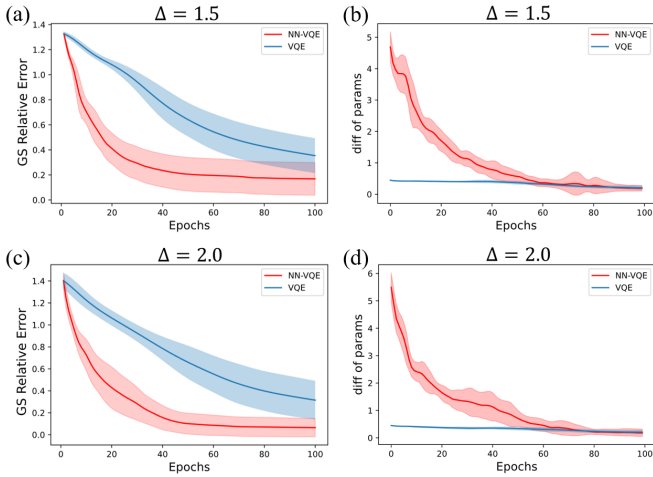 (a)
Δ = 1.5
GS Relative Error
1.4
1.2
1.0
0.8
0.6
0.4
0.2
0.0
0
20
40
60
80
100
Epochs
NN-VQE
VQE
(b)
Δ = 1.5
diff of params
5
4
3
2
1
0
0
20
40
60
80
100
Epochs
NN-VQE
VQE
(c)
Δ = 2.0
GS Relative Error
1.4
1.2
1.0
0.8
0.6
0.4
0.2
0.0
0
20
40
60
80
100
Epochs
NN-VQE
VQE
(d)
Δ = 2.0
diff of params
6
5
4
3
2
1
0
0
20
40
60
80
100
Epochs
NN-VQE
VQE